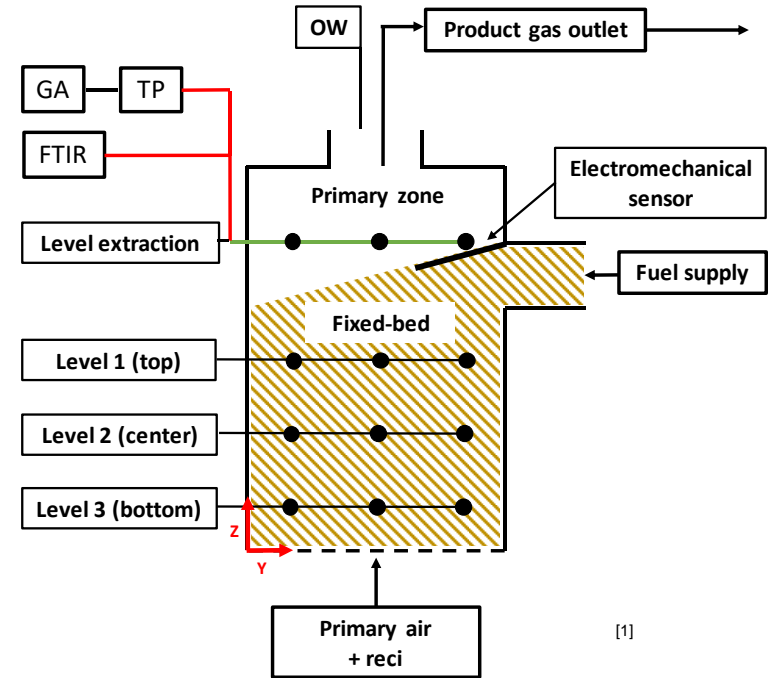 OW
Product gas outlet
GA
TP
FTIR
Primary zone
Electromechanical
sensor
Level extraction
Fuel supply
Fixed-bed
Level 1 (top)
Level 2 (center)
Level 3 (bottom)
Z
Y
Primary air
+ reci
[1]